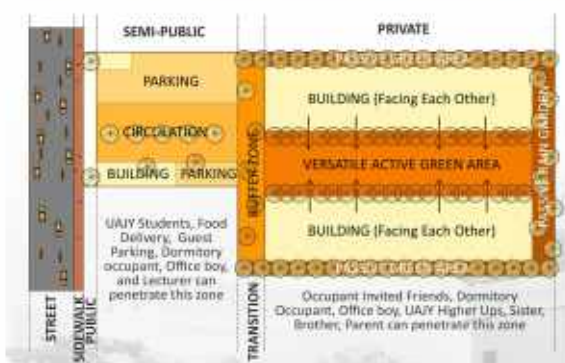 SEMI-PUBLIC
PRIVATE
PARKING
CIRCULATION
BUILDING
PARKING
BUFFER ZONE
BUILDING (Facing Each Other)
VERSATILE ACTIVE GREEN AREA
BUILDING (Facing Each Other)
UAJY Students, Food
Delivery, Guest
Parking, Dormitory
occupant, Office boy,
and Lecturer can
penetrate this zone
Occupant Invited Friends, Dormitory
Occupant, Office boy, UAJY Higher Ups, Sister,
Brother, Parent can penetrate this zone
STREET
SIDEWALK
PUBLIC
TRANSITION